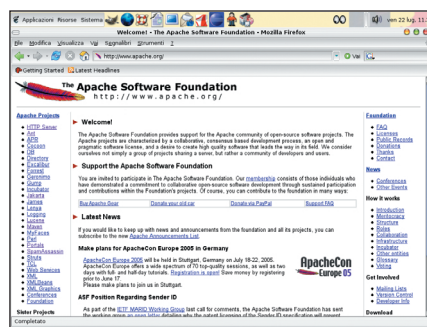 Applicazioni Risorse Sistema
ven 22 lug, 11:
Welcome! - The Apache Software Foundation - Mozilla Firefox
File Modifica Visualizza Vai Segnalibri Strumenti ?
http://www.apache.org/
Vai
Getting Started Latest Headlines
The Apache Software Foundation
http://www.apache.org/
Apache Projects
HTTP Server
Ant
APR
Cocoon
DB
Directory
Excalibur
Forrest
Geronimo
Gump
Incubator
Jakarta
James
Lenya
Logging
Lucene
Maven
MyFaces
Perl
Portals
SpamAssassin
Struts
TCL
Web Services
XML
XMLBeans
XML Graphics
Conferences
Foundation
Sister Projects
Welcome!
The Apache Software Foundation provides support for the Apache community of open-source software projects. The
Apache projects are characterized by a collaborative, consensus based development process, an open and
pragmatic software license, and a desire to create high quality software that leads the way in its field. We consider
ourselves not simply a group of projects sharing a server, but rather a community of developers and users.
Support the Apache Software Foundation
You are invited to participate in The Apache Software Foundation. Our membership consists of those individuals who
have demonstrated a commitment to collaborative open-source software development through sustained participation
and contributions within the Foundation's projects. Of course, you can contribute to the foundation in many ways:
Buy Apache Gear Donate your old car Donate via PayPal Support FAQ
Latest News
If you would like to keep up with news and announcements from the foundation and all its projects, you can
subscribe to the new Apache Announcements List.
Make plans for ApacheCon Europe 2005 in Germany
ApacheCon Europe 2005 will be held in Stuttgart, Germany on July 18-22, 2005.
ApacheCon Europe offers a wide spectrum of 70 top-quality sessions, as well as two
days with full- and half-day tutorials. Registration is open! Save money by registering
prior to June 17.
Please make plans to join us in Stuttgart.
ApacheCon
Europe 05
ASF Position Regarding Sender ID
As part of the IETF MARID Working Group last call for comments, the Apache Software Foundation has sent
Foundation
FAQ
Licenses
Public Records
Donations
Thanks
Contact
News
Conferences
Other Events
How it works
Introduction
Meritocracy
Structure
Roles
Collaboration
Infrastructure
Incubator
Other entities
Glossary
Voting
Get Involved
Mailing Lists
Version Control
Developer Info
Download
Completato